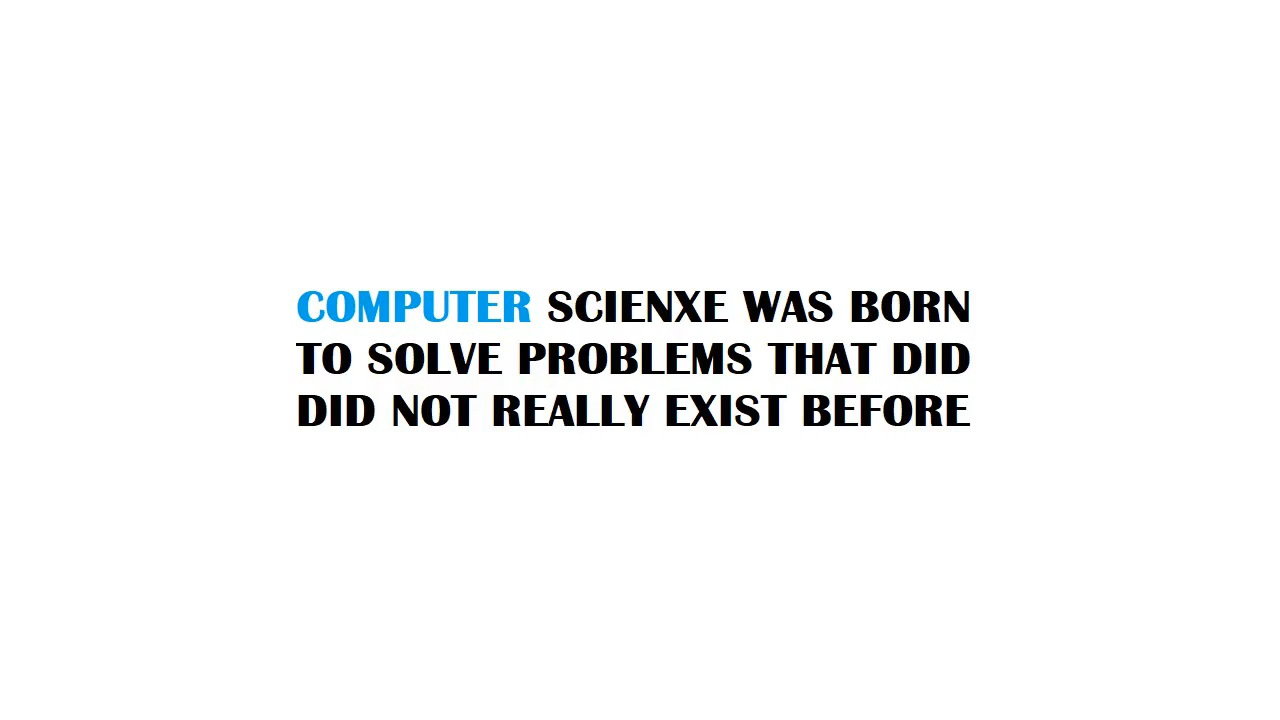 COMPUTER SCIENXE WAS BORN
TO SOLVE PROBLEMS THAT DID
DID NOT REALLY EXIST BEFORE